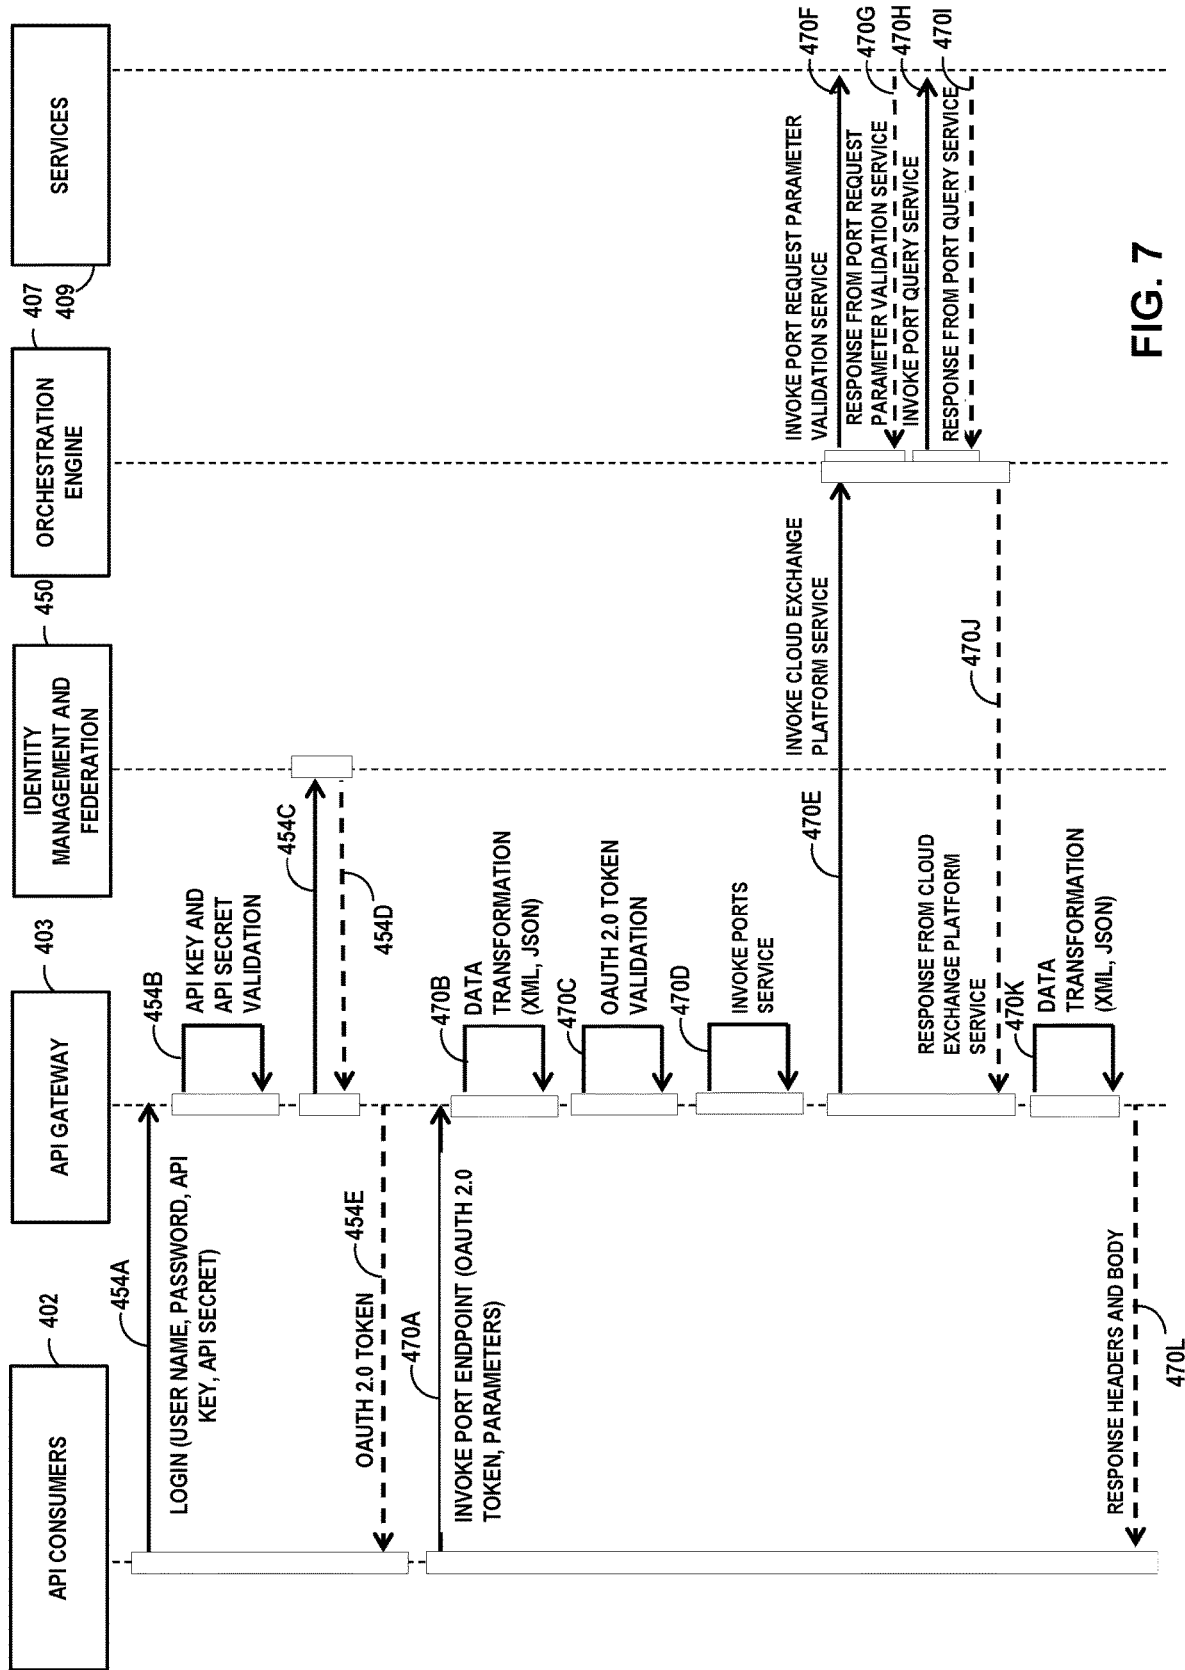 API CONSUMERS
402
API GATEWAY
403
IDENTITY
MANAGEMENT AND
FEDERATION
450
ORCHESTRATION
ENGINE
407
SERVICES
409
454A
LOGIN (USER NAME, PASSWORD, API
KEY, API SECRET)
454B
API KEY AND
API SECRET
VALIDATION
454C
454D
454E
OAUTH 2.0 TOKEN
470A
INVOKE PORT ENDPOINT (OAUTH 2.0
TOKEN, PARAMETERS)
470B
DATA
TRANSFORMATION
(XML, JSON)
470C
OAUTH 2.0 TOKEN
VALIDATION
470D
INVOKE PORTS
SERVICE
470E
INVOKE CLOUD EXCHANGE
PLATFORM SERVICE
INVOKE PORT REQUEST PARAMETER
VALIDATION SERVICE
470F
RESPONSE FROM PORT REQUEST
PARAMETER VALIDATION SERVICE
470G
INVOKE PORT QUERY SERVICE
470H
RESPONSE FROM PORT QUERY SERVICE
470I
RESPONSE FROM CLOUD
EXCHANGE PLATFORM
SERVICE
470J
470K
DATA
TRANSFORMATION
(XML, JSON)
RESPONSE HEADERS AND BODY
470L
FIG. 7